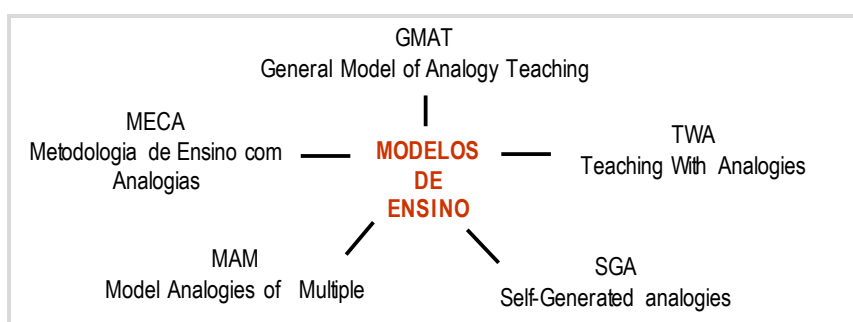 GMAT
General Model of Analogy Teaching
MECA
Metodologia de Ensino com
Analogias
MODELOS
DE
ENSINO
TWA
Teaching With Analogies
MAM
Model Analogies of Multiple
SGA
Self-Generated analogies